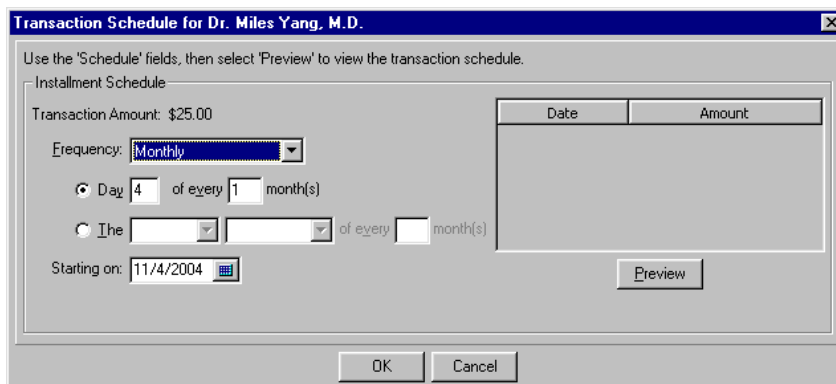 Transaction Schedule for Dr. Miles Yang, M.D.
Use the 'Schedule' fields, then select 'Preview' to view the transaction schedule.
Installment Schedule
Transaction Amount: $25.00
Date Amount
Frequency: Monthly
Day 4 of every 1 month(s)
The of every month(s)
Starting on: 11/4/2004
Preview
OK Cancel